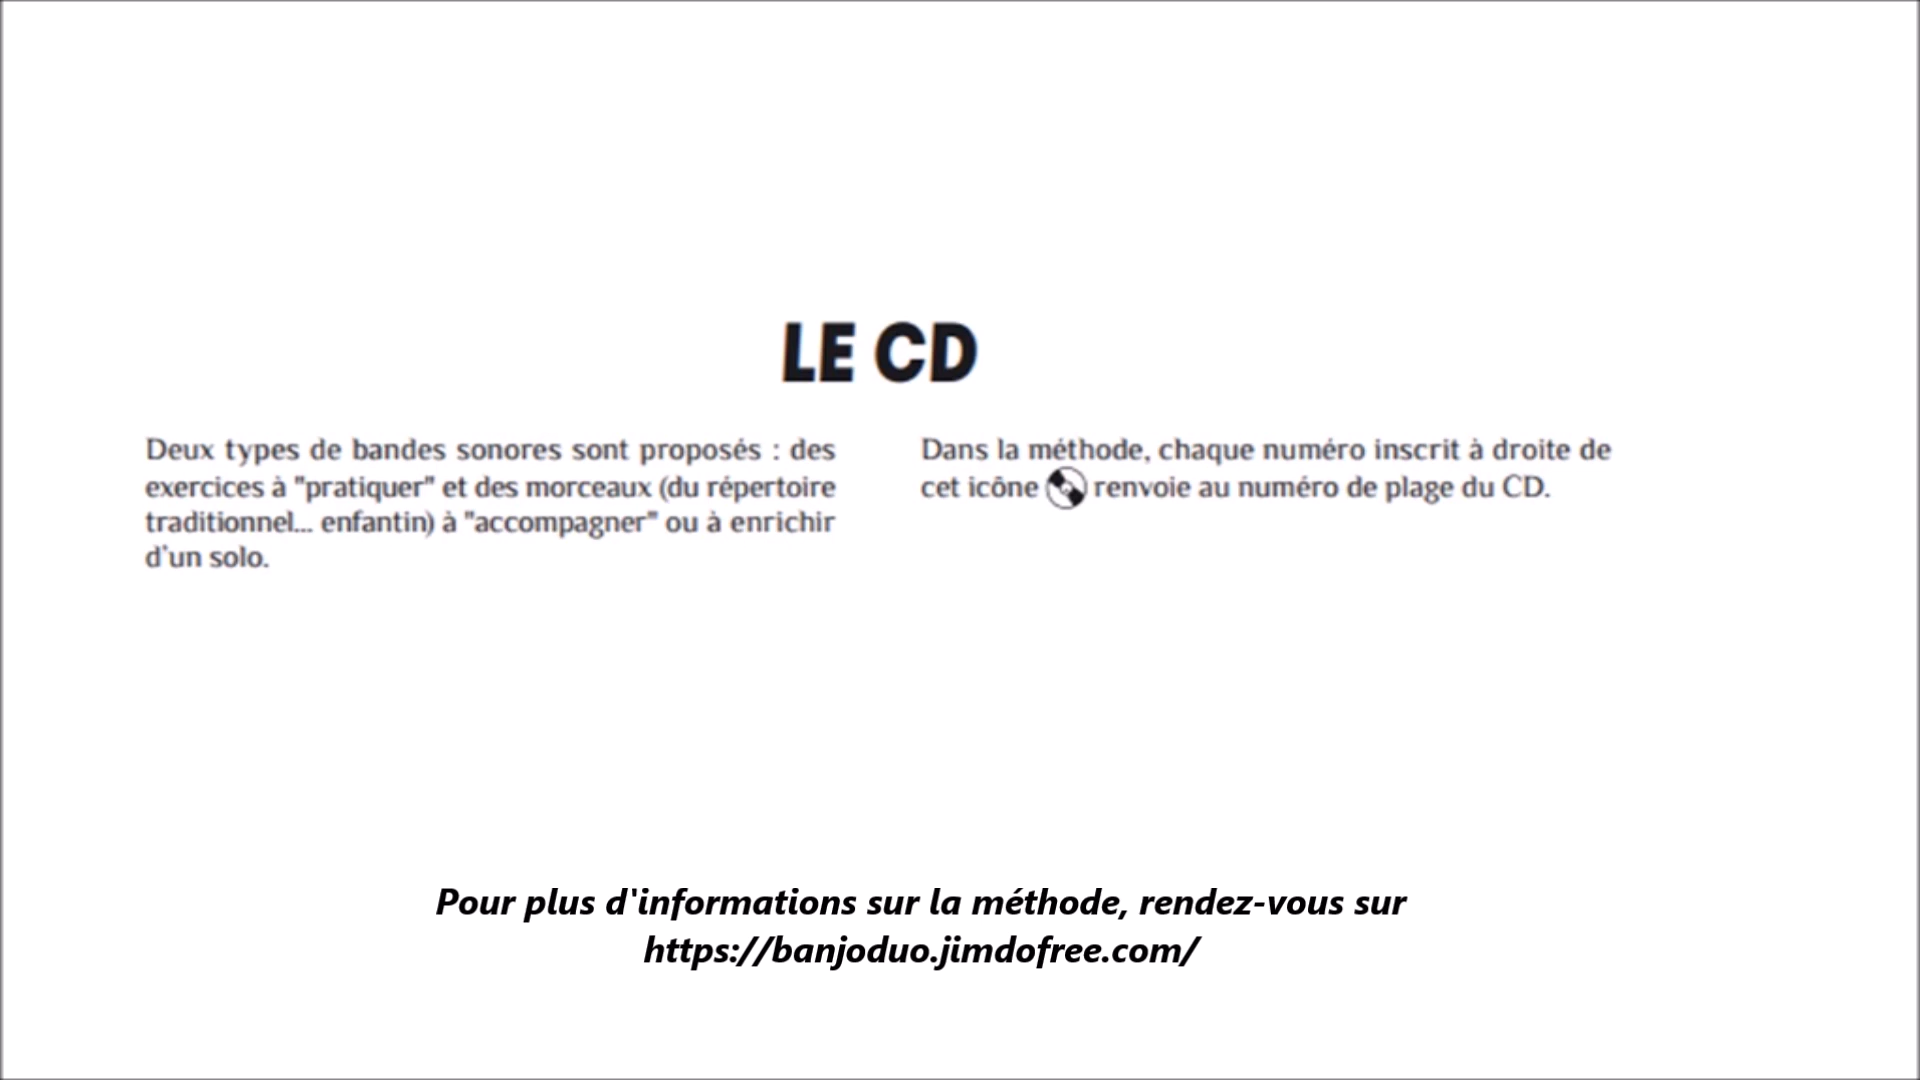 LE CD
Deux types de bandes sonores sont proposés : des
exercices à "pratiquer" et des morceaux (du répertoire
traditionnel... enfantin) à "accompagner" ou à enrichir
d'un solo.
Dans la méthode, chaque numéro inscrit à droite de
cet icône renvoie au numéro de plage du CD.
Pour plus d'informations sur la méthode, rendez-vous sur
https://banjoduo.jimdofree.com/